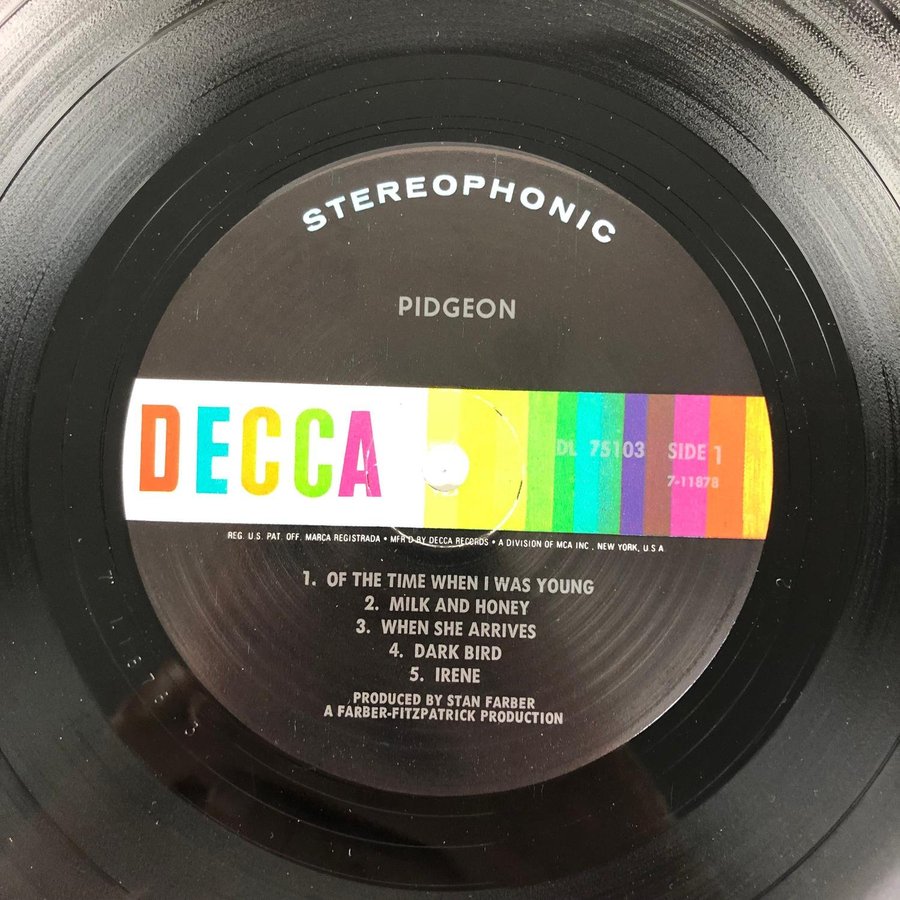 STEREOPHONIC
PIDGEON
DECCA
DL 75103 SIDE 1
7-11878
REG. U.S. PAT. OFF. MARCA REGISTRADA • MFR'D BY DECCA RECORDS • A DIVISION OF MCA INC., NEW YORK, U.S.A.
1. OF THE TIME WHEN I WAS YOUNG
2. MILK AND HONEY
3. WHEN SHE ARRIVES
4. DARK BIRD
5. IRENE
PRODUCED BY STAN FARBER
A FARBER-FITZPATRICK PRODUCTION